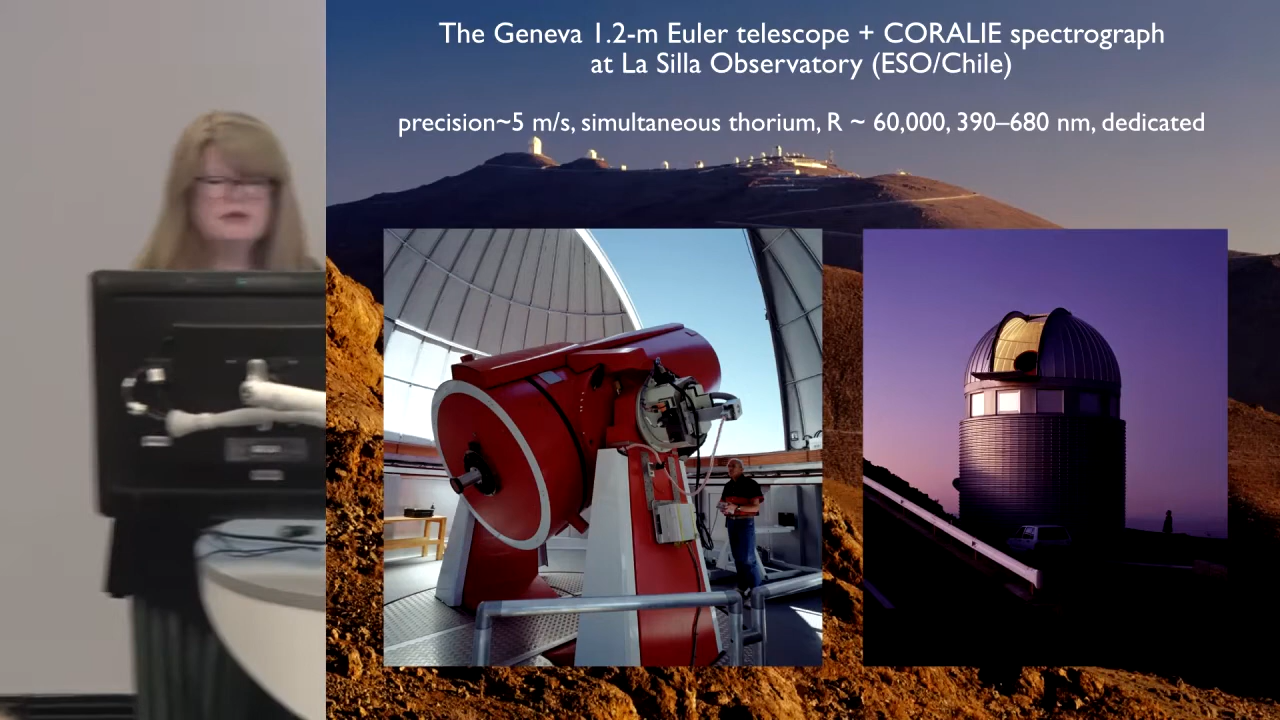 The Geneva 1.2-m Euler telescope + CORALIE spectrograph
at La Silla Observatory (ESO/Chile)
precision~5 m/s, simultaneous thorium, R ~ 60,000, 390–680 nm, dedicated